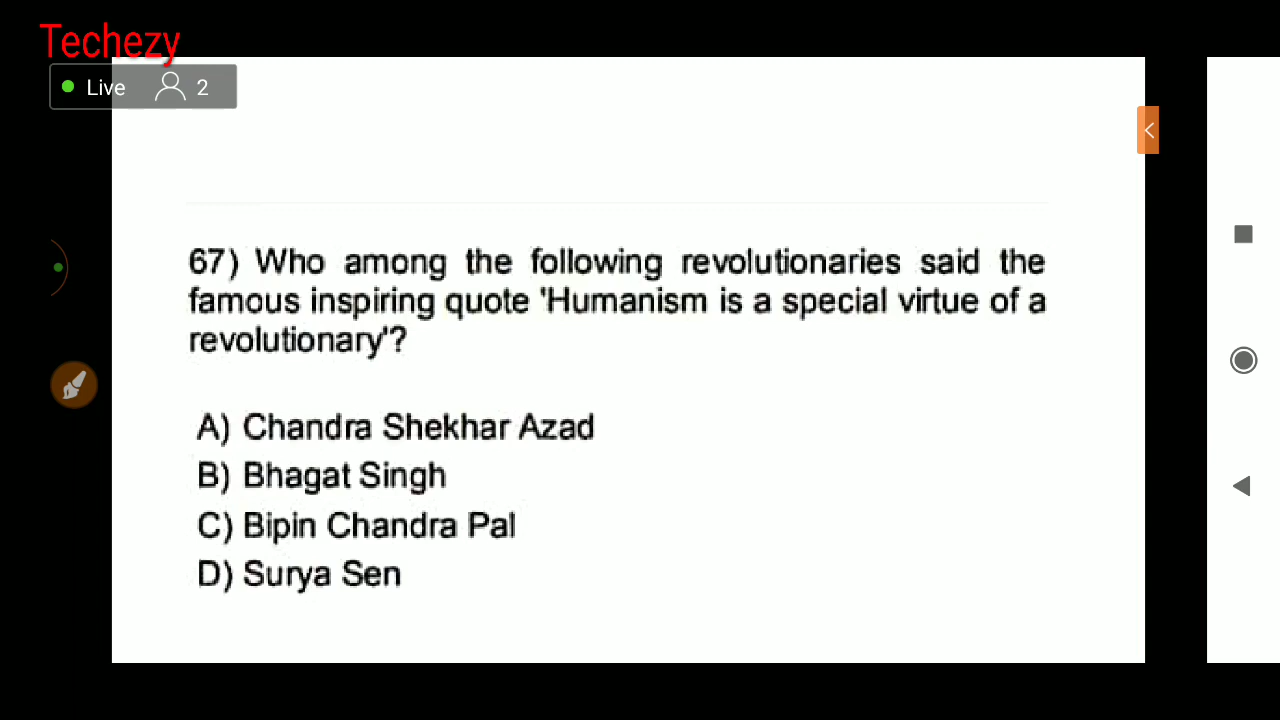 Techezy
Live 2
67) Who among the following revolutionaries said the
famous inspiring quote 'Humanism is a special virtue of a
revolutionary'?
A) Chandra Shekhar Azad
B) Bhagat Singh
C) Bipin Chandra Pal
D) Surya Sen